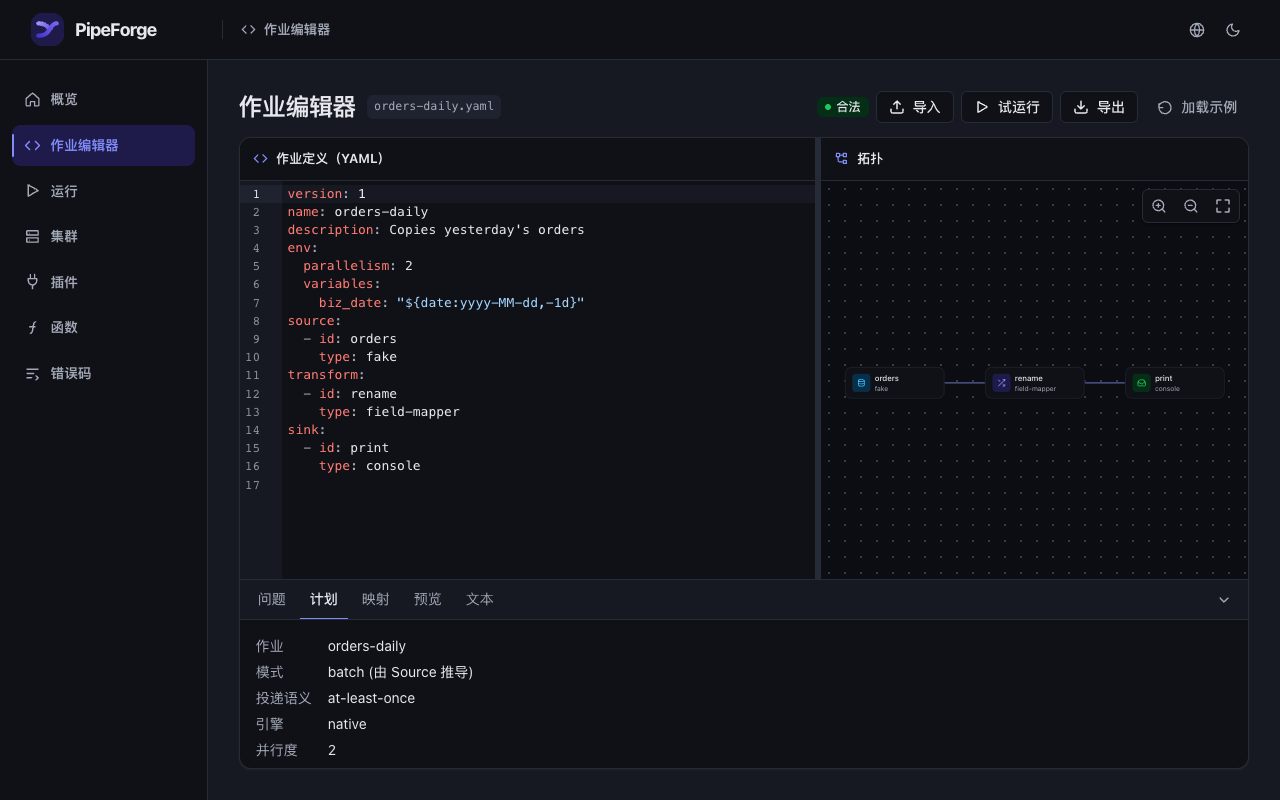 PipeForge
作业编辑器
概览
作业编辑器
运行
集群
插件
函数
错误码
作业编辑器 orders-daily.yaml
合法 导入 试运行 导出 加载示例
作业定义（YAML）
1 version: 1
2 name: orders-daily
3 description: Copies yesterday's orders
4 env:
5 parallelism: 2
6 variables:
7 biz_date: "${date:yyyy-MM-dd,-1d}"
8 source:
9 - id: orders
10 type: fake
11 transform:
12 - id: rename
13 type: field-mapper
14 sink:
15 - id: print
16 type: console
17
拓扑
orders
fake
rename
field-mapper
print
console
问题 计划 映射 预览 文本
作业 orders-daily
模式 batch (由 Source 推导)
投递语义 at-least-once
引擎 native
并行度 2